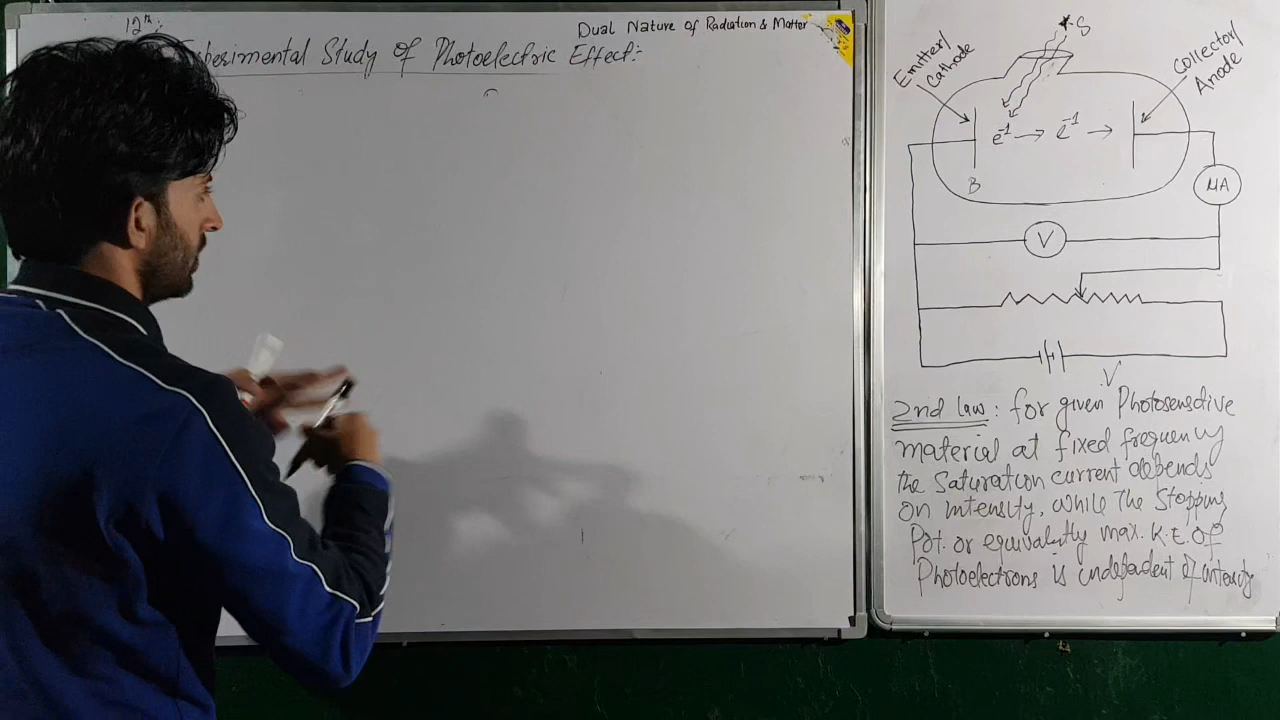 12th:
Dual Nature Of Radiation & Matter
Experimental Study of Photoelectric Effect:-
S
Emitter/
Cathode
Collector/
Anode
e⁻¹ → e⁻¹ →
B
μA
V
V
2nd law: for given Photosensitive
material at fixed frequency
the Saturation current depends
on intensity, while The Stopping
Pot. or equivalently max. K.E. Of
Photoelectrons is independent of intensity